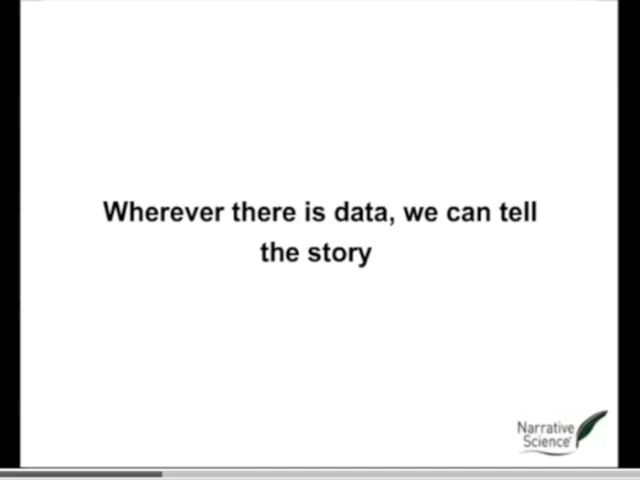 Wherever there is data, we can tell
the story
Narrative
Science